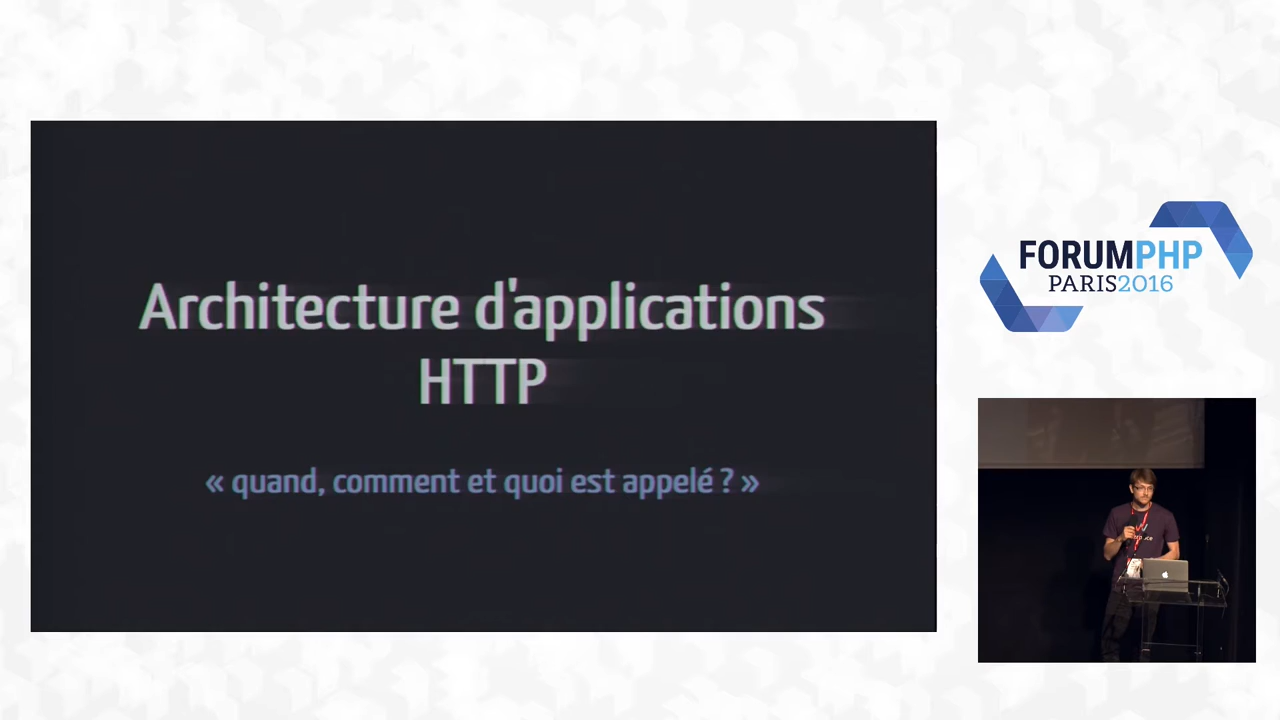 Architecture d'applications
HTTP
« quand, comment et quoi est appelé ? »
FORUMPHP
PARIS2016